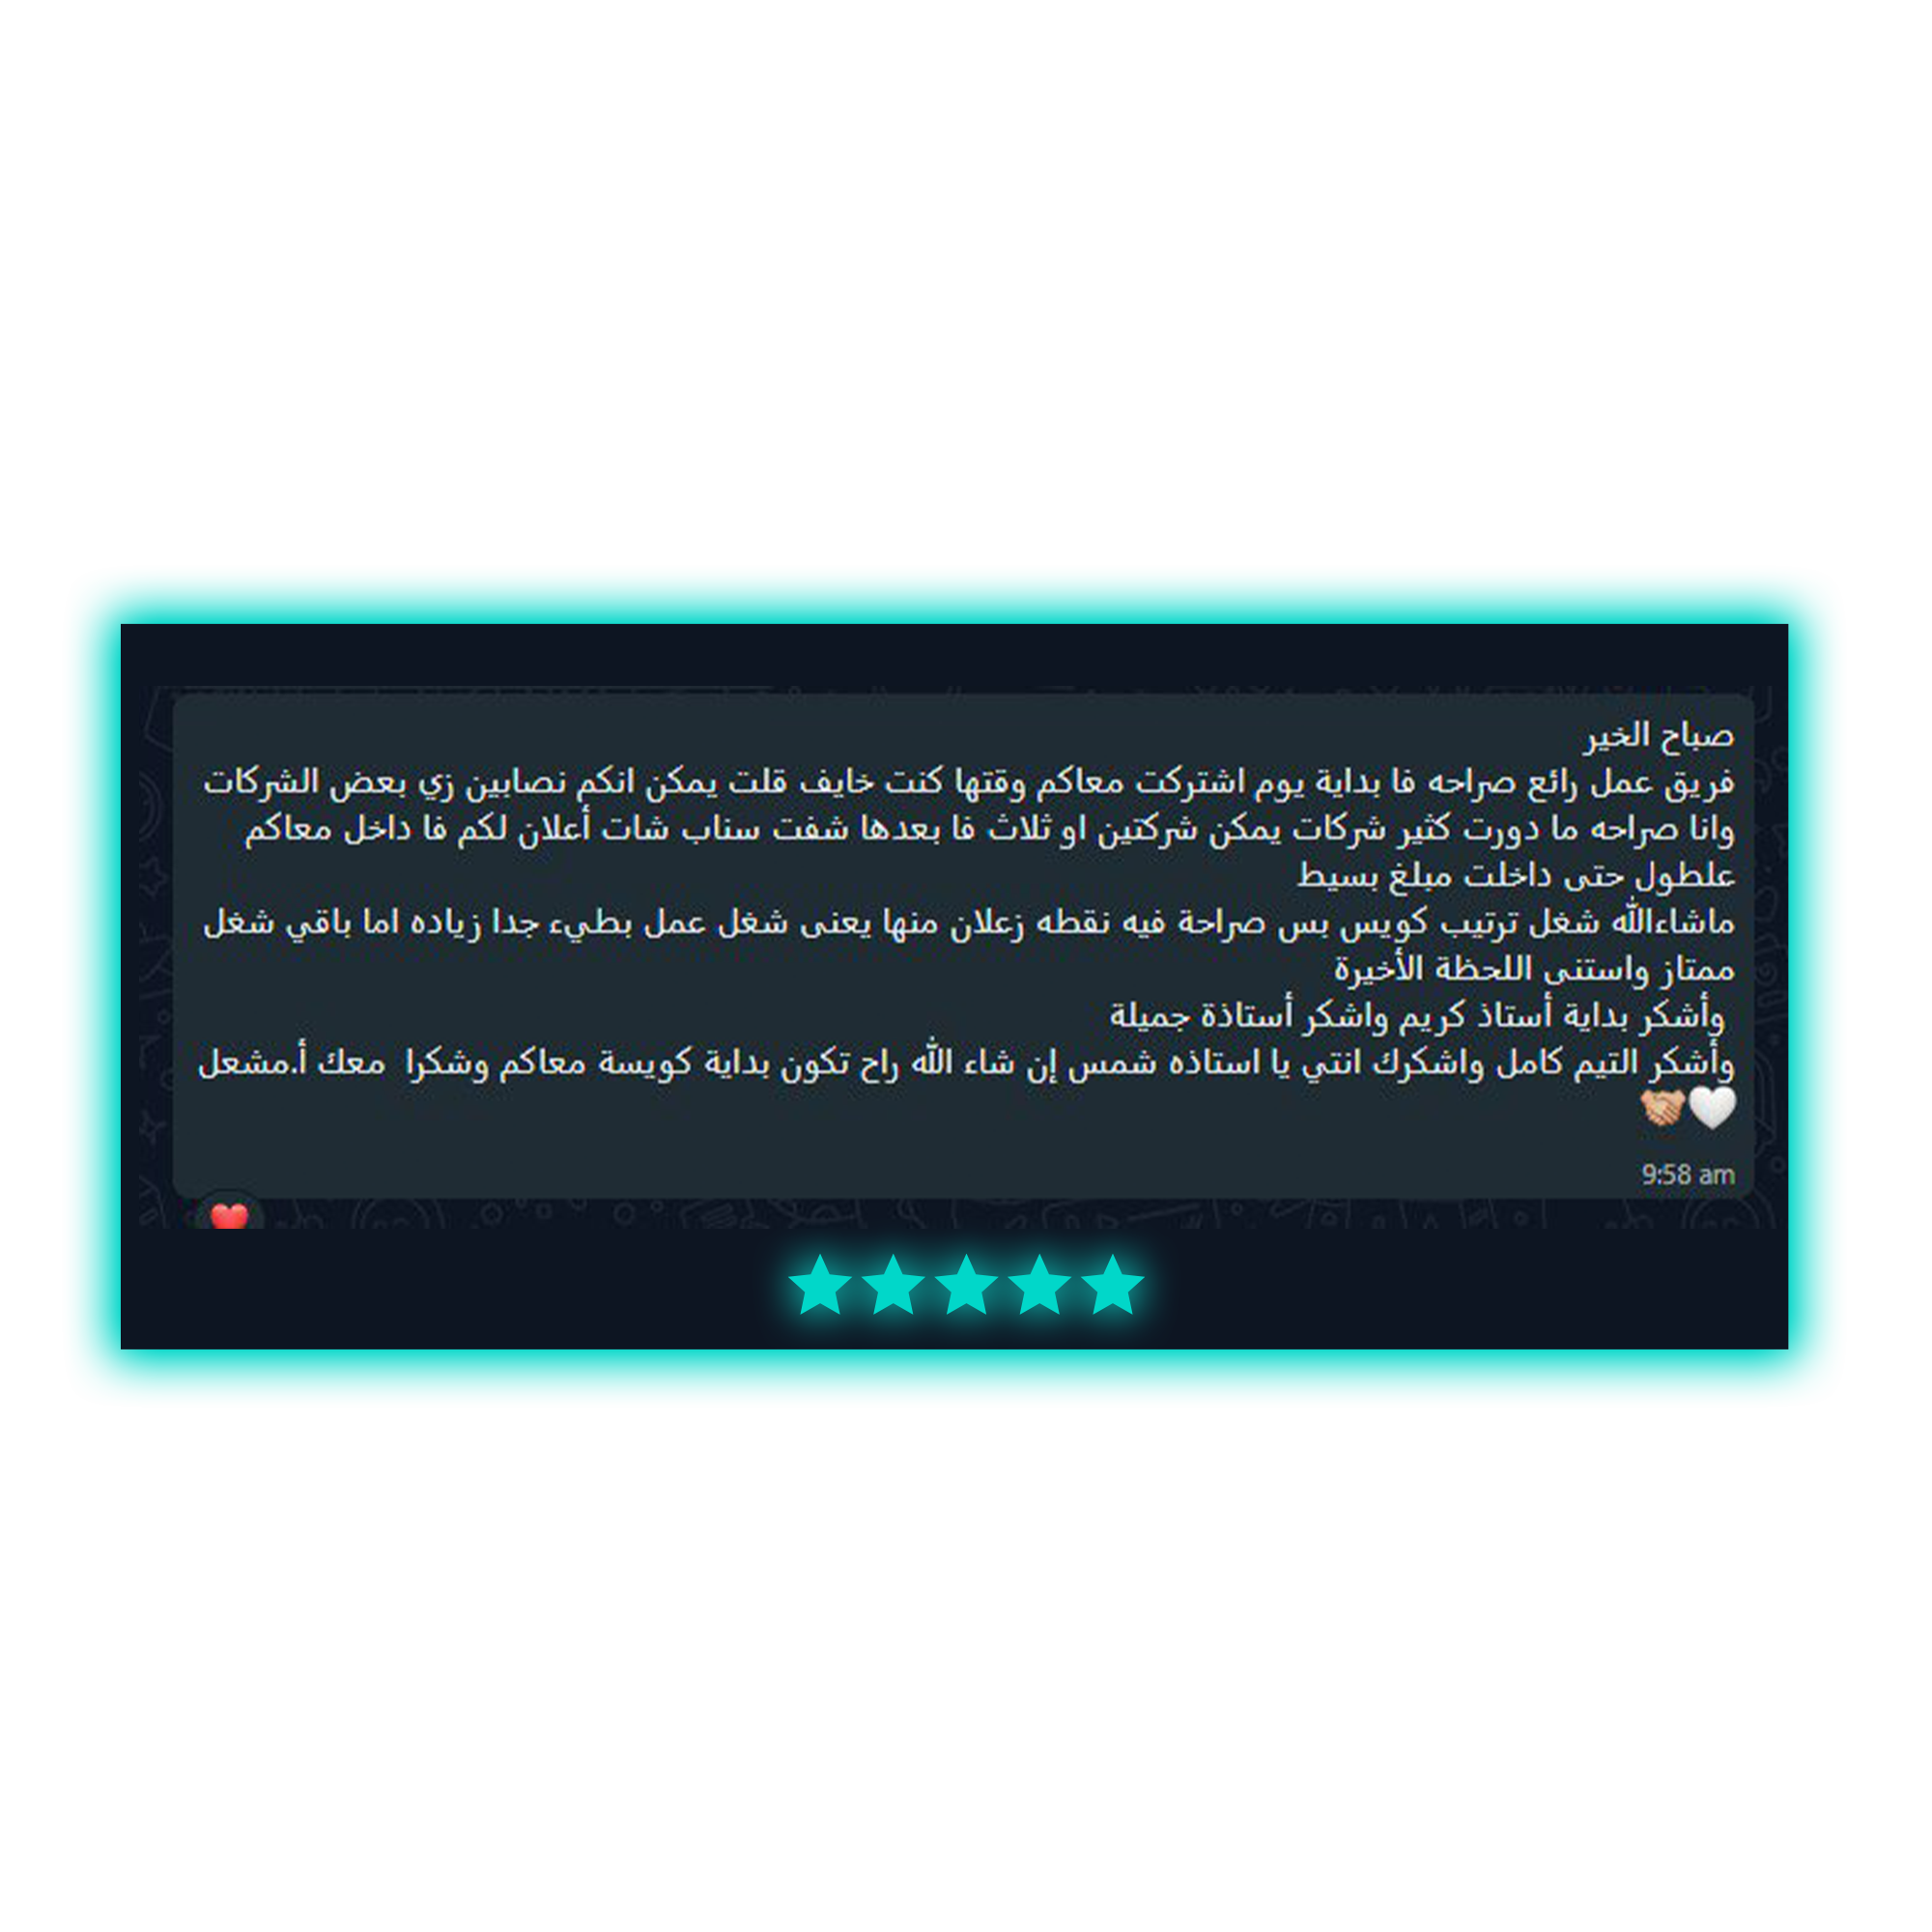 صباح الخير
فريق عمل رائع صراحه فا بداية يوم اشتركت معاكم وقتها كنت خايف قلت يمكن انكم نصابين زي بعض الشركات
وانا صراحه ما دورت كثير شركات يمكن شركتين او ثلاث فا بعدها شفت سناب شات أعلان لكم فا داخل معاكم
علطول حتى داخلت مبلغ بسيط
ماشاءالله شغل ترتيب كويس بس صراحة فيه نقطه زعلان منها يعنى شغل عمل بطيء جدا زياده اما باقي شغل
ممتاز واستنى اللحظة الأخيرة
وأشكر بداية أستاذ كريم واشكر أستاذة جميلة
وأشكر التيم كامل واشكرك انتي يا استاذه شمس إن شاء الله راح تكون بداية كويسة معاكم وشكرا معك أ.مشعل
🤍🤝🏼
9:58 am